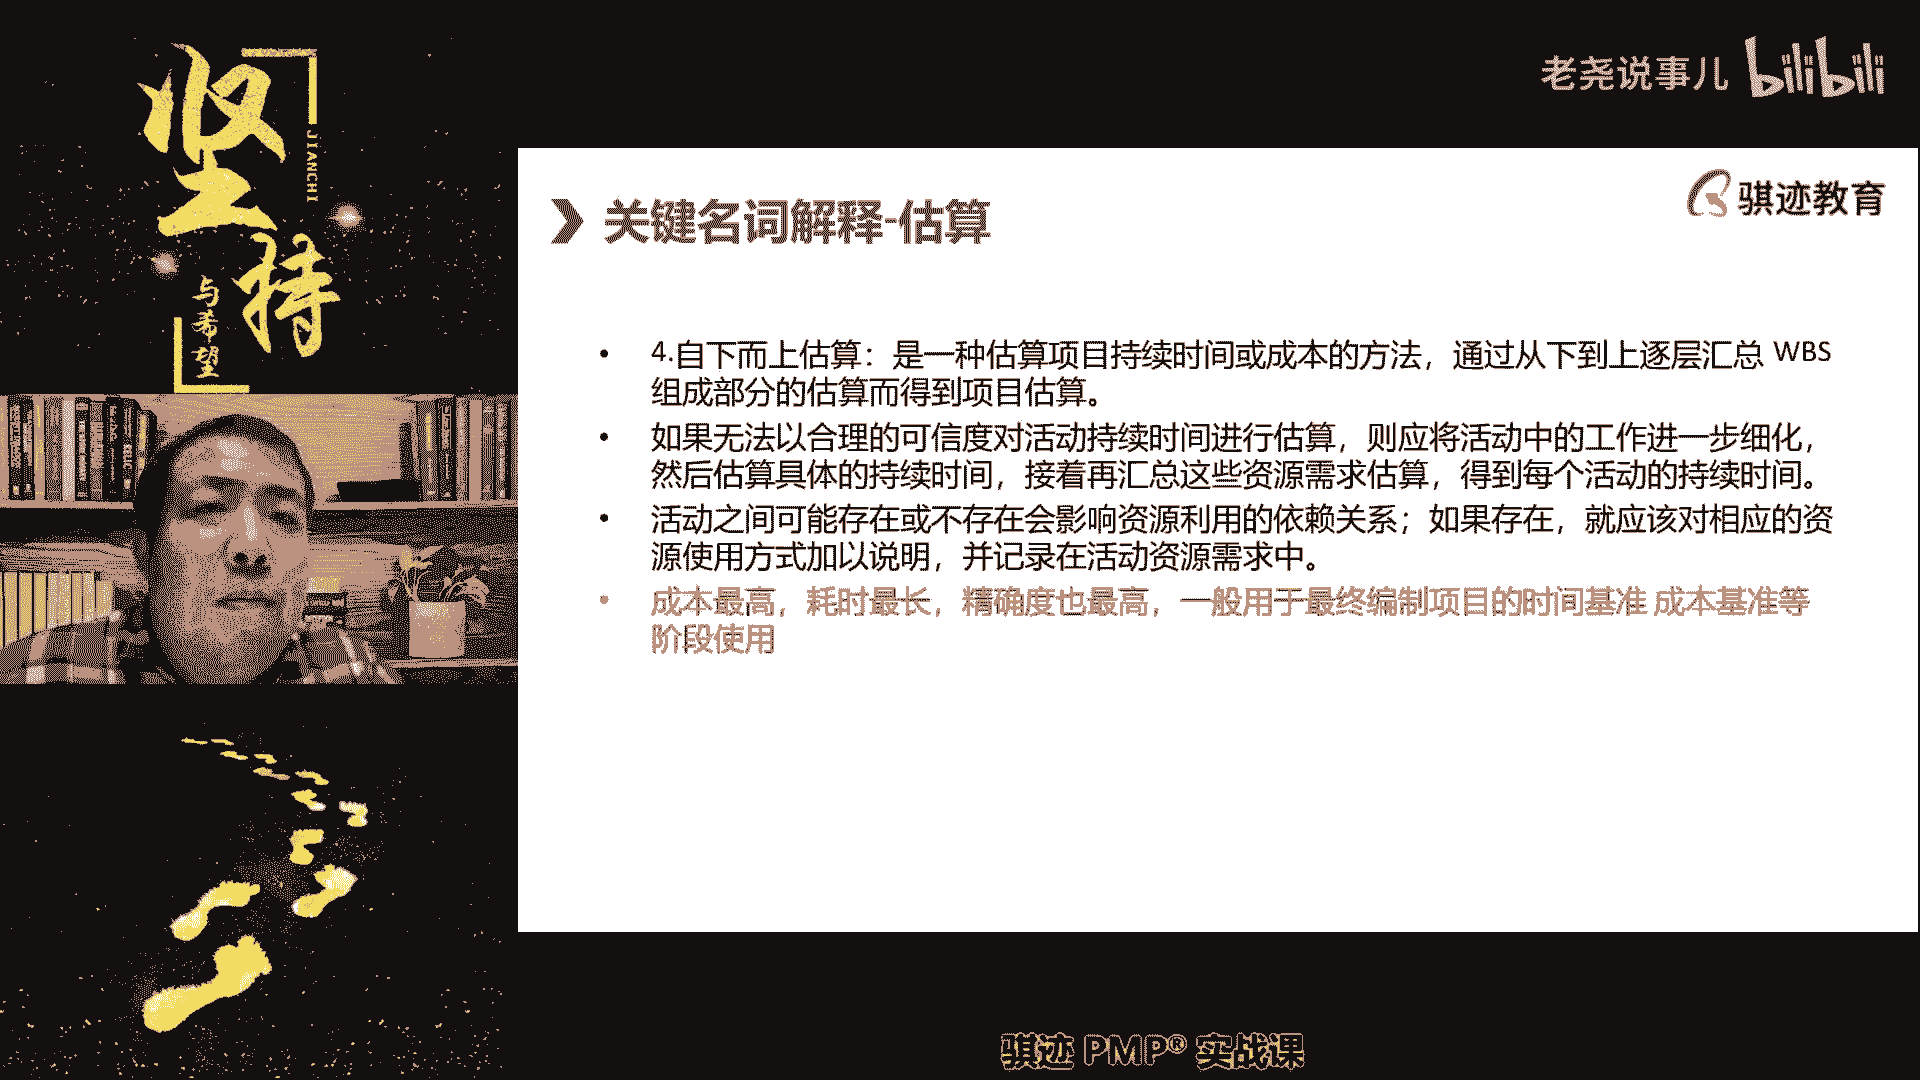 坚持
JIANCHI
与希望
老尧说事儿 bilibili
骐迹教育
关键名词解释-估算
• 4.自下而上估算：是一种估算项目持续时间或成本的方法，通过从下到上逐层汇总 WBS
组成部分的估算而得到项目估算。
• 如果无法以合理的可信度对活动持续时间进行估算，则应将活动中的工作进一步细化，
然后估算具体的持续时间，接着再汇总这些资源需求估算，得到每个活动的持续时间。
• 活动之间可能存在或不存在会影响资源利用的依赖关系；如果存在，就应该对相应的资
源使用方式加以说明，并记录在活动资源需求中。
• 成本最高，耗时最长，精确度也最高，一般用于最终编制项目的时间基准 成本基准等
阶段使用
骐迹 PMP® 实战课